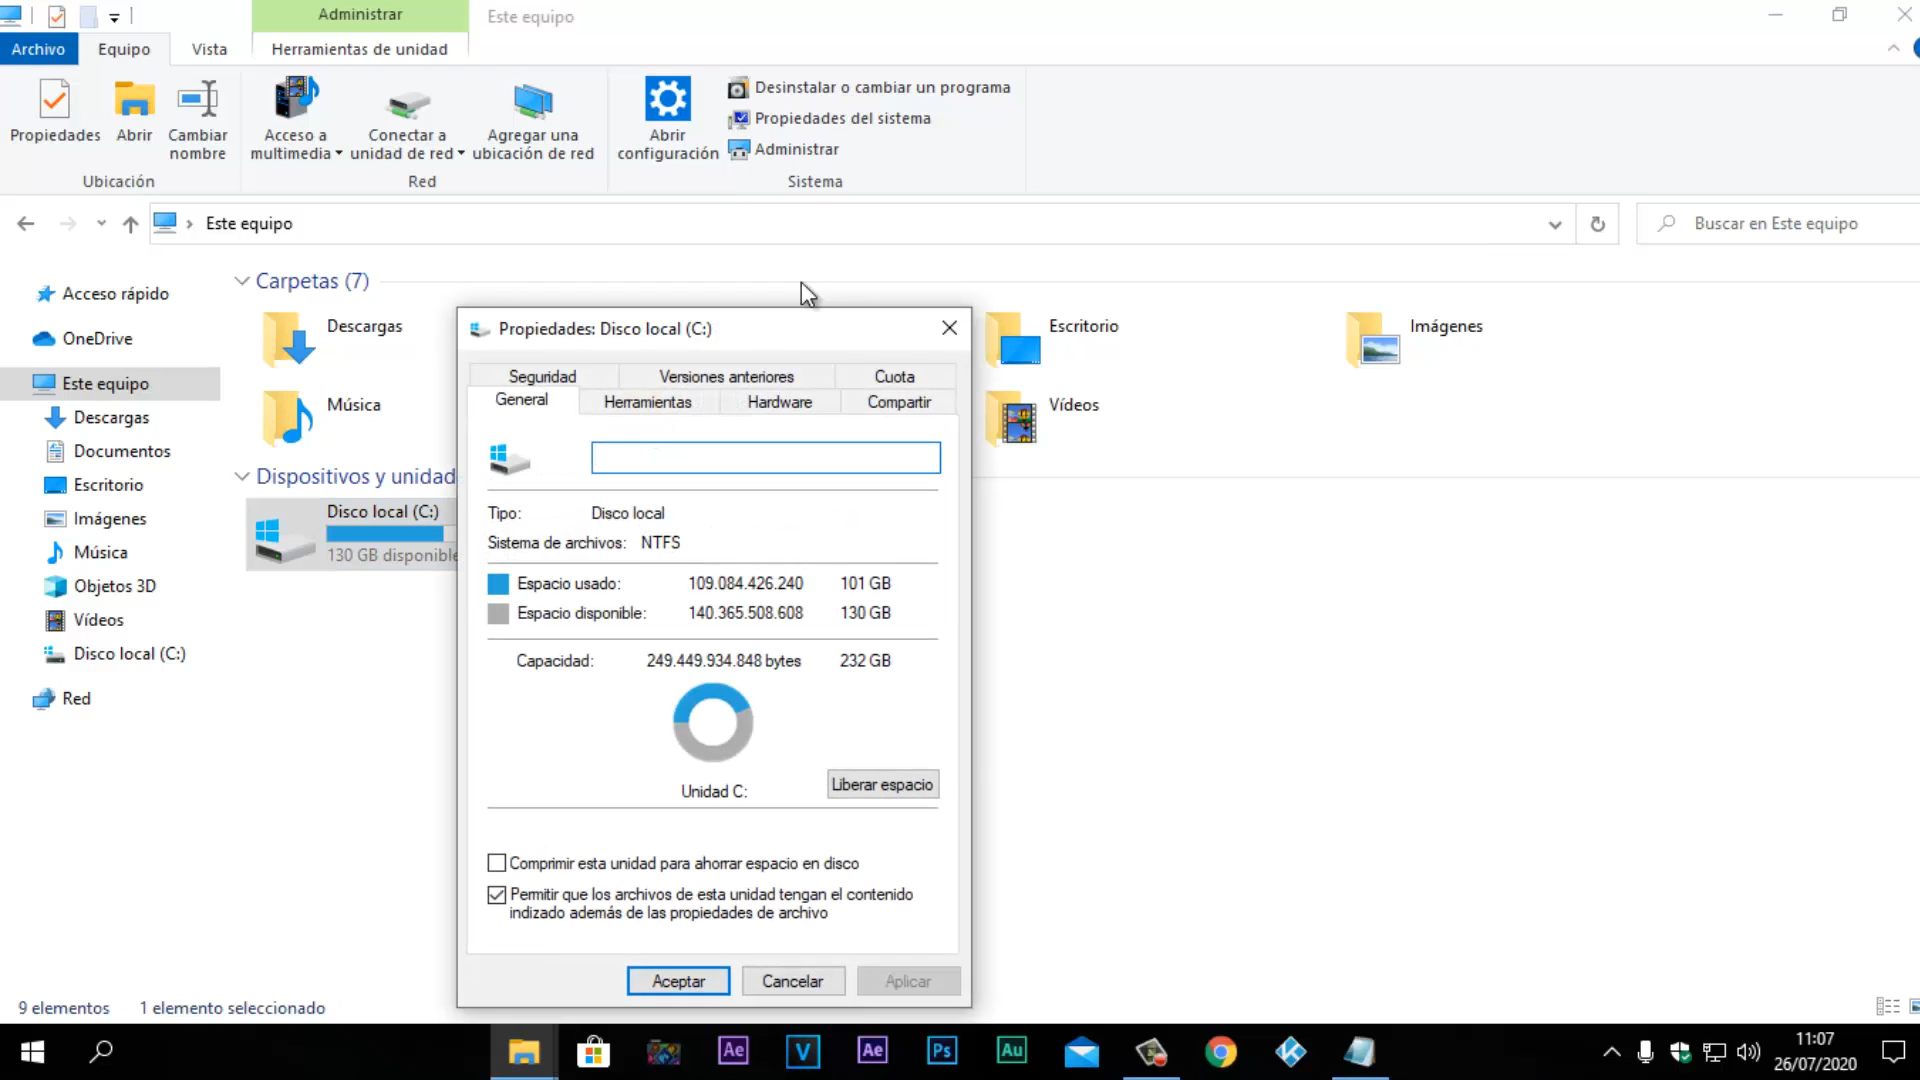 Administrar
Este equipo
Archivo
Equipo
Vista
Herramientas de unidad
Propiedades
Abrir
Cambiar
nombre
Ubicación
Acceso a
multimedia
Conectar a
unidad de red
Agregar una
ubicación de red
Red
Abrir
configuración
Desinstalar o cambiar un programa
Propiedades del sistema
Administrar
Sistema
Este equipo
Buscar en Este equipo
Acceso rápido
OneDrive
Este equipo
Descargas
Documentos
Escritorio
Imágenes
Música
Objetos 3D
Vídeos
Disco local (C:)
Red
Carpetas (7)
Descargas
Escritorio
Imágenes
Música
Vídeos
Dispositivos y unidad
Disco local (C:)
130 GB disponible
Propiedades: Disco local (C:)
Seguridad
Versiones anteriores
Cuota
General
Herramientas
Hardware
Compartir
Tipo: Disco local
Sistema de archivos: NTFS
Espacio usado: 109.084.426.240 101 GB
Espacio disponible: 140.365.508.608 130 GB
Capacidad: 249.449.934.848 bytes 232 GB
Unidad C:
Liberar espacio
Comprimir esta unidad para ahorrar espacio en disco
Permitir que los archivos de esta unidad tengan el contenido
indizado además de las propiedades de archivo
Aceptar
Cancelar
Aplicar
9 elementos
1 elemento seleccionado
Ae
V
Ae
Ps
Au
11:07
26/07/2020